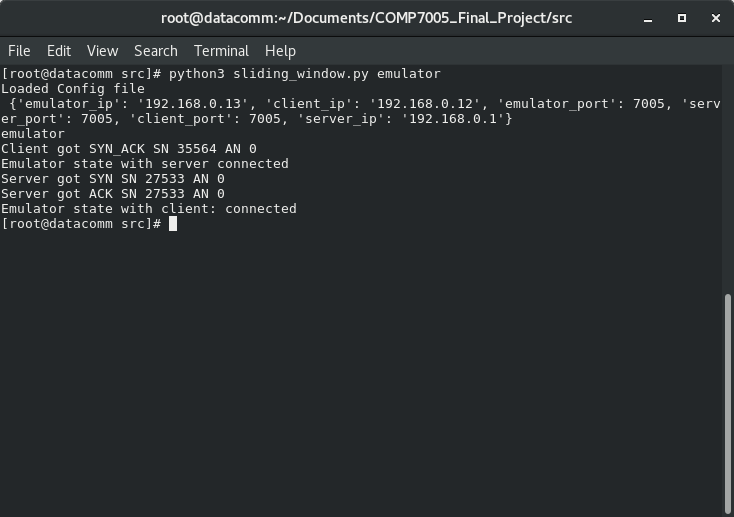 root@datacomm:~/Documents/COMP7005_Final_Project/src
File Edit View Search Terminal Help
[root@datacomm src]# python3 sliding_window.py emulator
Loaded Config file
 {'emulator_ip': '192.168.0.13', 'client_ip': '192.168.0.12', 'emulator_port': 7005, 'serv
er_port': 7005, 'client_port': 7005, 'server_ip': '192.168.0.1'}
emulator
Client got SYN_ACK SN 35564 AN 0
Emulator state with server connected
Server got SYN SN 27533 AN 0
Server got ACK SN 27533 AN 0
Emulator state with client: connected
[root@datacomm src]#